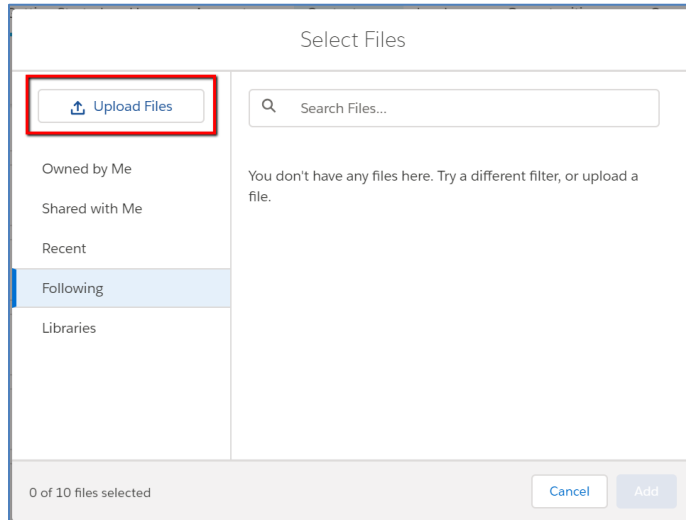 Select Files
Upload Files
Search Files...
Owned by Me
You don't have any files here. Try a different filter, or upload a
file.
Shared with Me
Recent
Following
Libraries
0 of 10 files selected
Cancel
Add